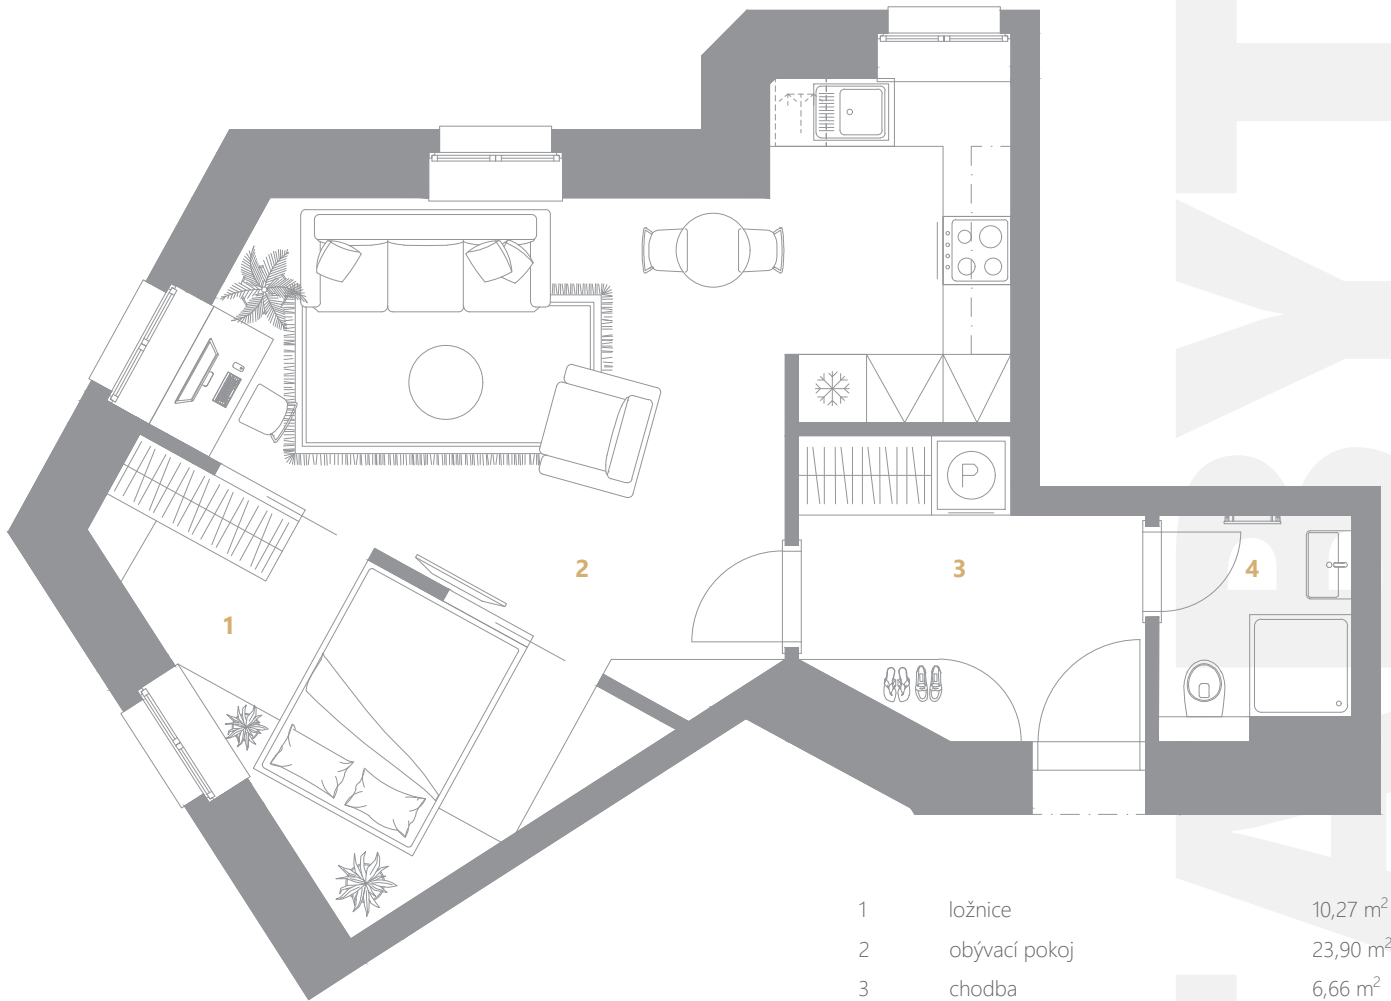 BYT
P
2
3
4
1
1 ložnice 10,27 m²
2 obývací pokoj 23,90 m²
3 chodba 6,66 m²